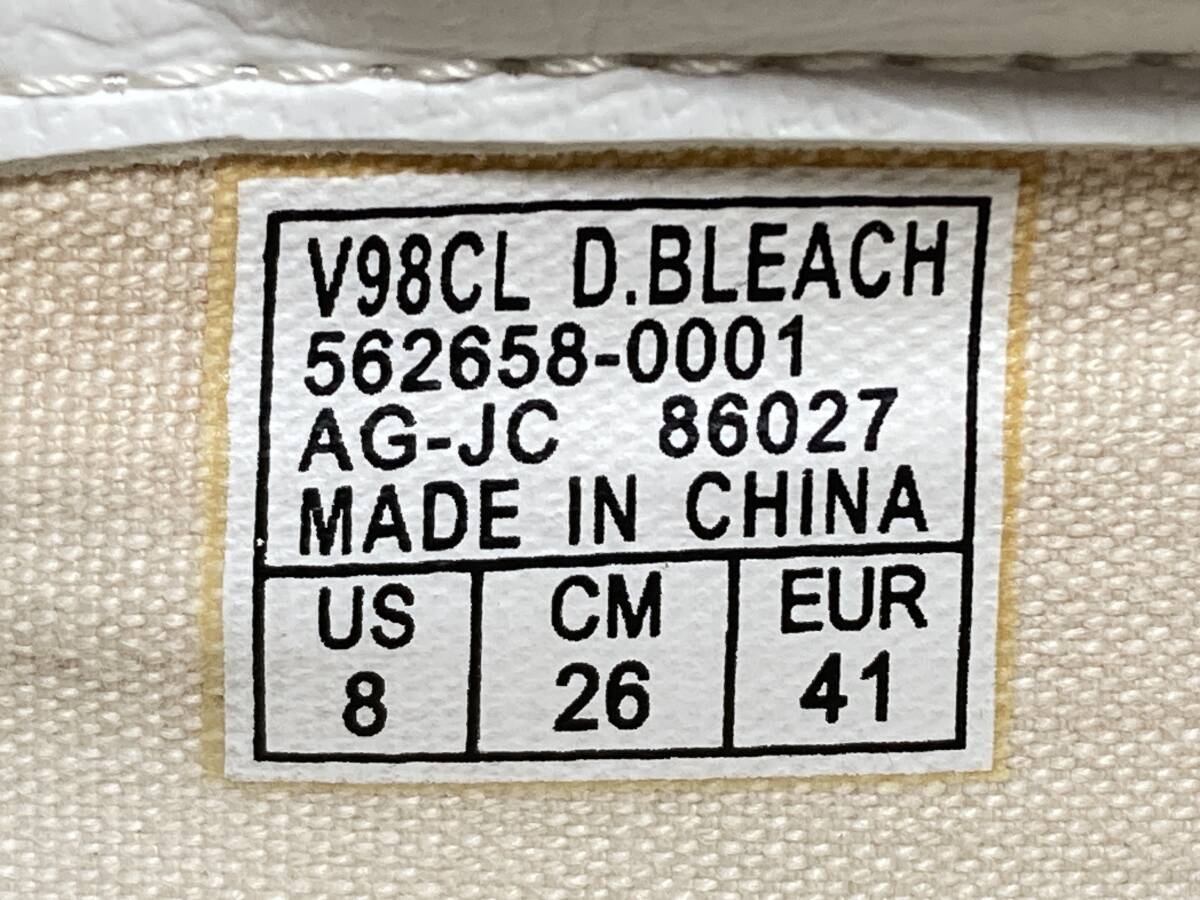 V98CL D.BLEACH
562658-0001
AG-JC 86027
MADE IN CHINA
US CM EUR
8 26 41